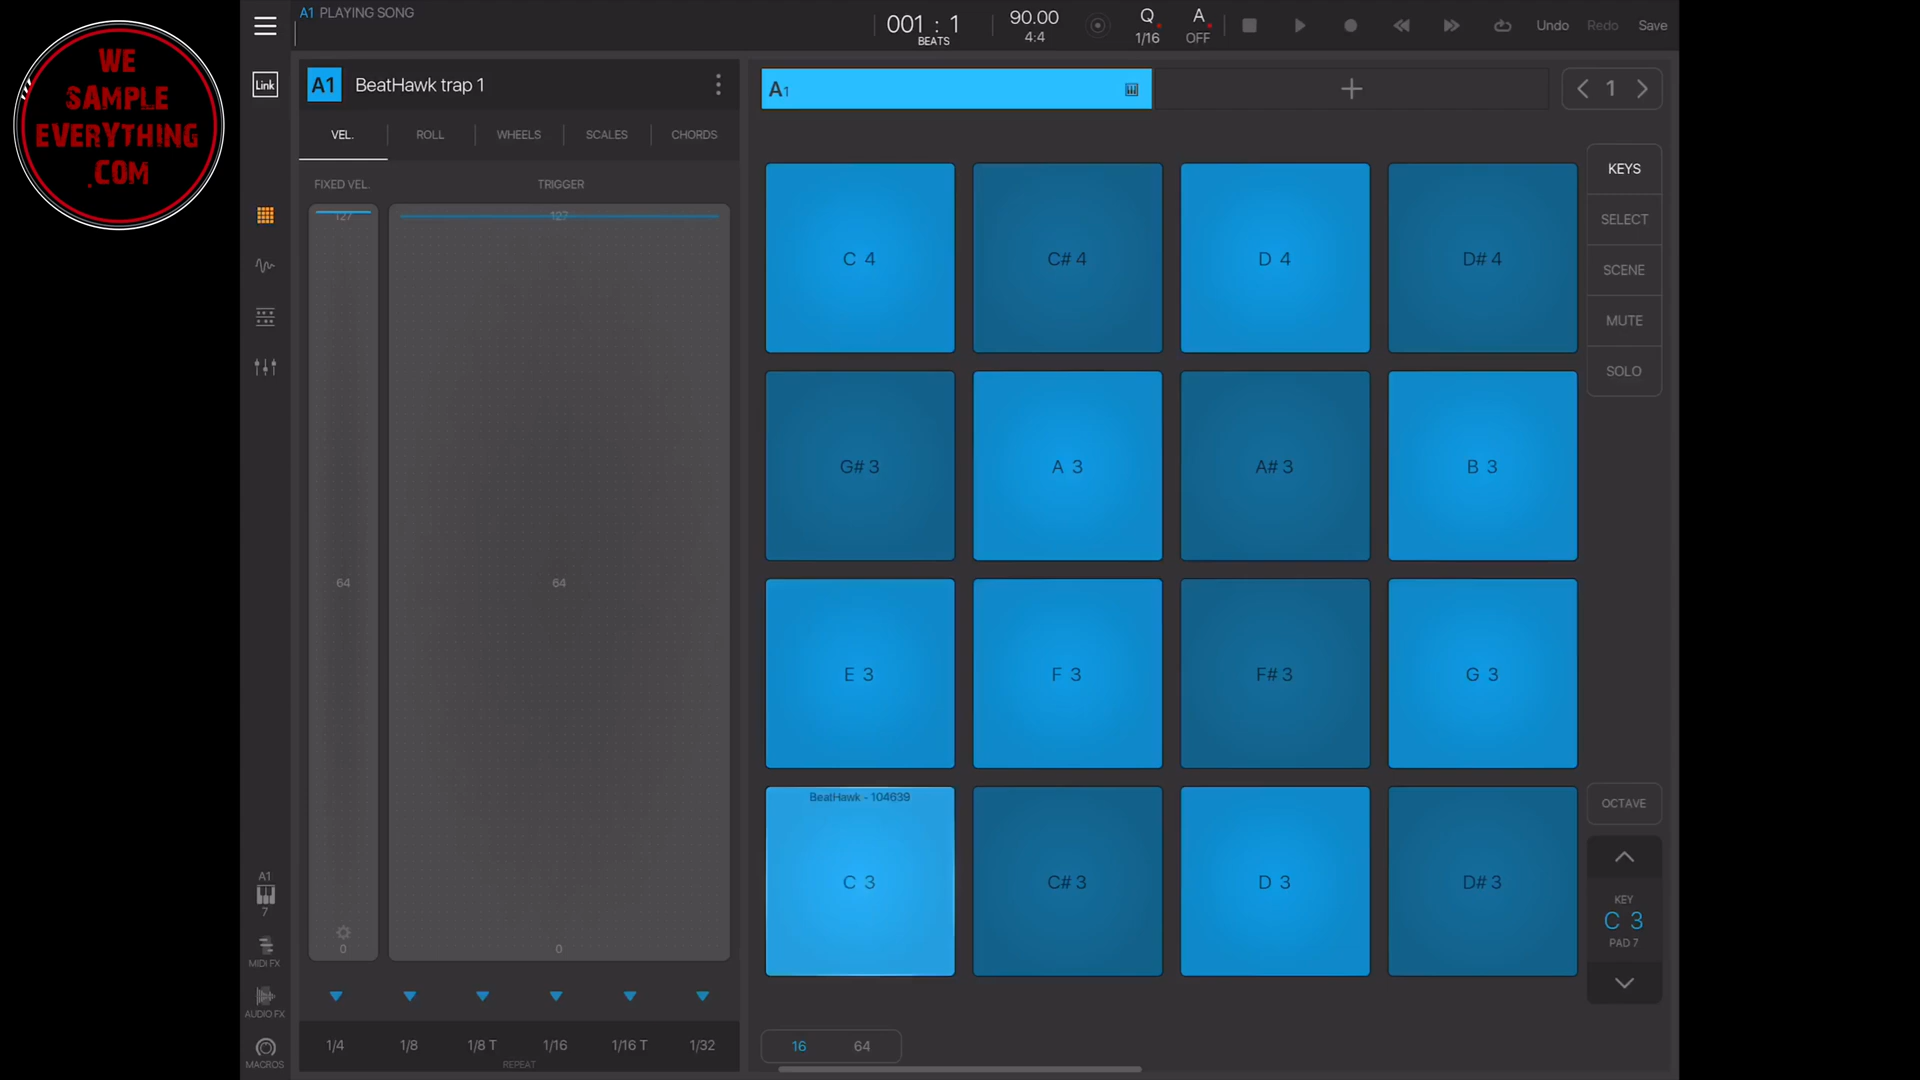 WE
SAMPLE
EVERYTHING
.COM
A1 PLAYING SONG
001 : 1
BEATS
90.00
4:4
Q
1/16
A
OFF
Undo
Redo
Save
Link
A1 BeatHawk trap 1
A1
+
1
VEL.
ROLL
WHEELS
SCALES
CHORDS
FIXED VEL.
TRIGGER
127
127
64
64
0
0
C 4
C# 4
D 4
D# 4
G# 3
A 3
A# 3
B 3
E 3
F 3
F# 3
G 3
BeatHawk - 104639
C 3
C# 3
D 3
D# 3
KEYS
SELECT
SCENE
MUTE
SOLO
OCTAVE
KEY
C 3
PAD 7
A1
7
MIDI FX
AUDIO FX
MACROS
1/4
1/8
1/8 T
1/16
1/16 T
1/32
REPEAT
16
64